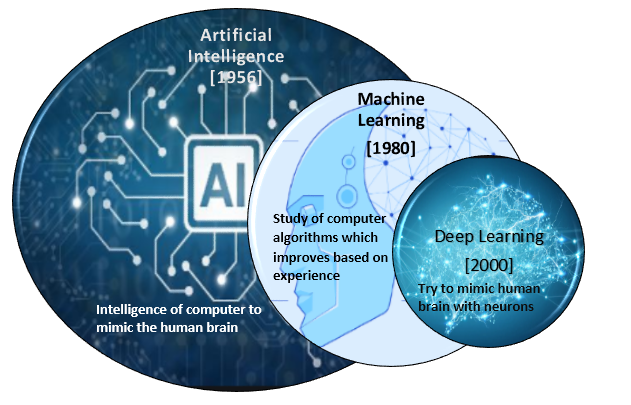 Artificial
Intelligence
[1956]
Machine
Learning
[1980]
AI
Study of computer
algorithms which
improves based on
experience
Deep Learning
[2000]
Try to mimic human
brain with neurons
Intelligence of computer to
mimic the human brain